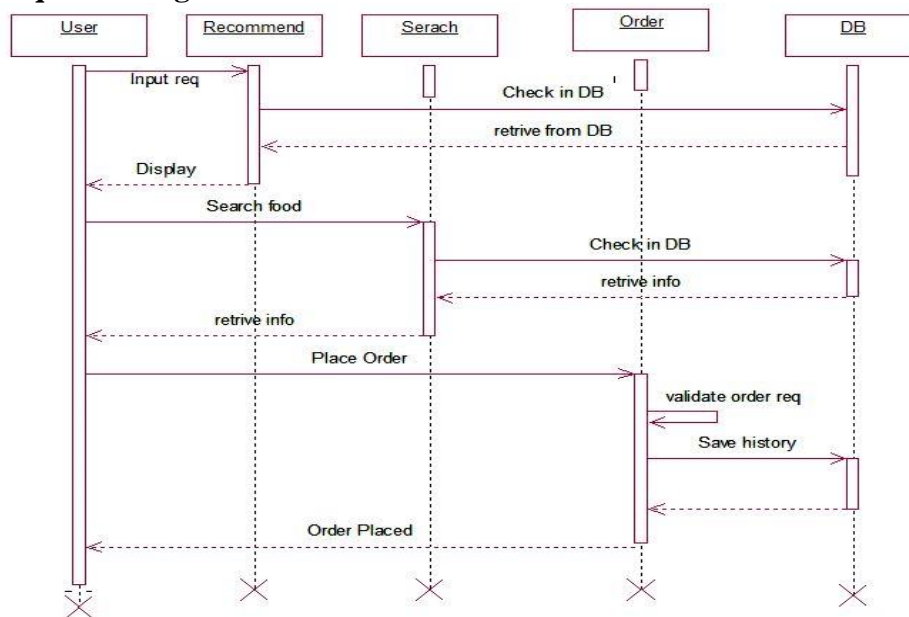 User Recommend Serach Order DB
Input req
Check in DB
retrive from DB
Display
Search food
Check in DB
retrive info
retrive info
Place Order
validate order req
Save history
Order Placed